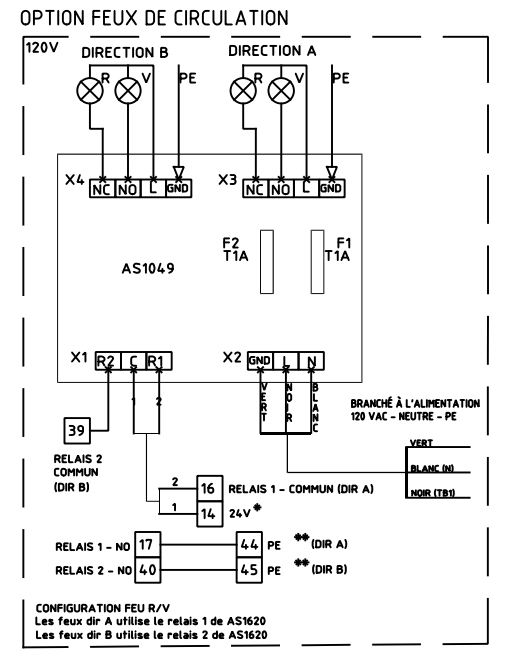 OPTION FEUX DE CIRCULATION
120V
DIRECTION B
DIRECTION A
R
V
PE
R
V
PE
X4
NC NO L GND
X3
NC NO L GND
F2
T1A
F1
T1A
AS1049
X1
R2 C R1
X2
GND L N
1
2
VERT
NOIR
BLANC
39
RELAIS 2
COMMUN
(DIR B)
BRANCHÉ À L'ALIMENTATION
120 VAC - NEUTRE - PE
VERT
BLANC (N)
NOIR (TB1)
2
16 RELAIS 1 - COMMUN (DIR A)
1
14 24V *
RELAIS 1 - NO 17 44 PE ** (DIR A)
RELAIS 2 - NO 40 45 PE ** (DIR B)
CONFIGURATION FEU R/V
Les feux dir A utilise le relais 1 de AS1620
Les feux dir B utilise le relais 2 de AS1620